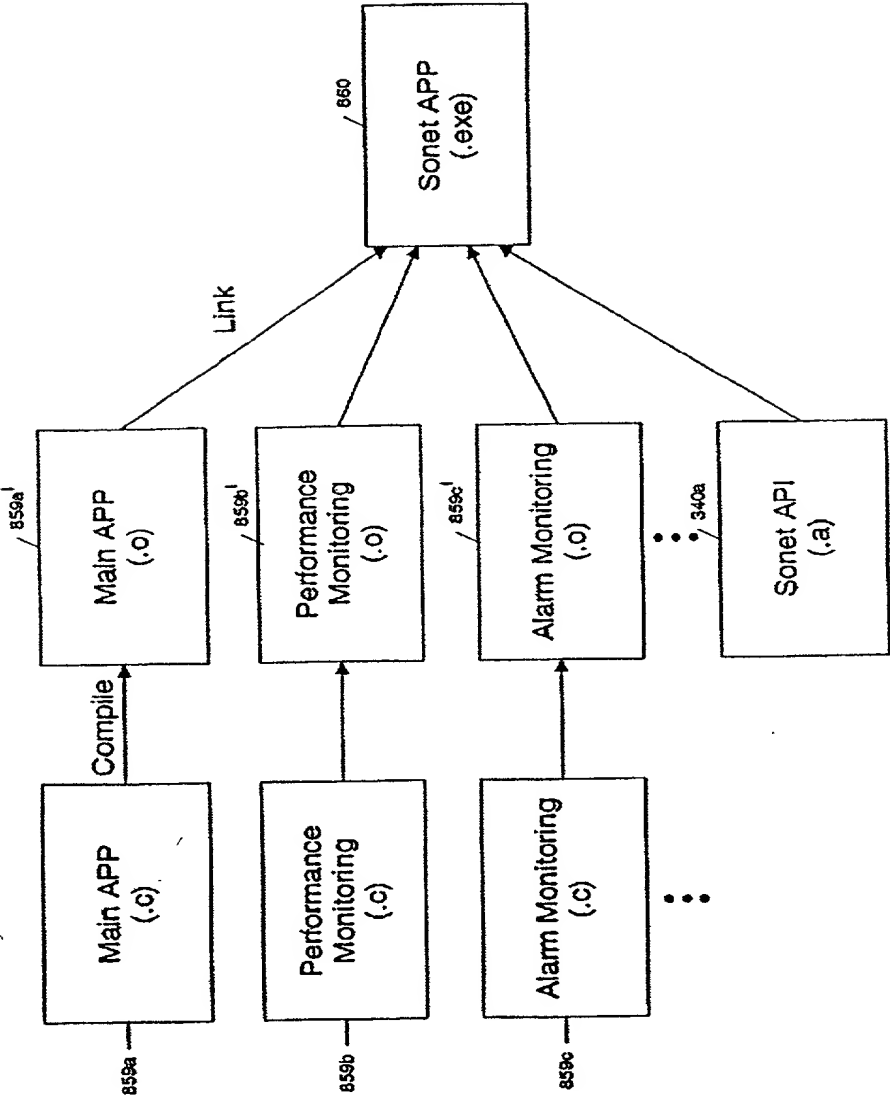 859a
Main APP
(.c)
Compile
859a'
Main APP
(.o)
Link
859b
Performance
Monitoring
(.c)
859b'
Performance
Monitoring
(.o)
860
Sonet APP
(.exe)
859c
Alarm Monitoring
(.c)
859c'
Alarm Monitoring
(.o)
340a
Sonet API
(.a)